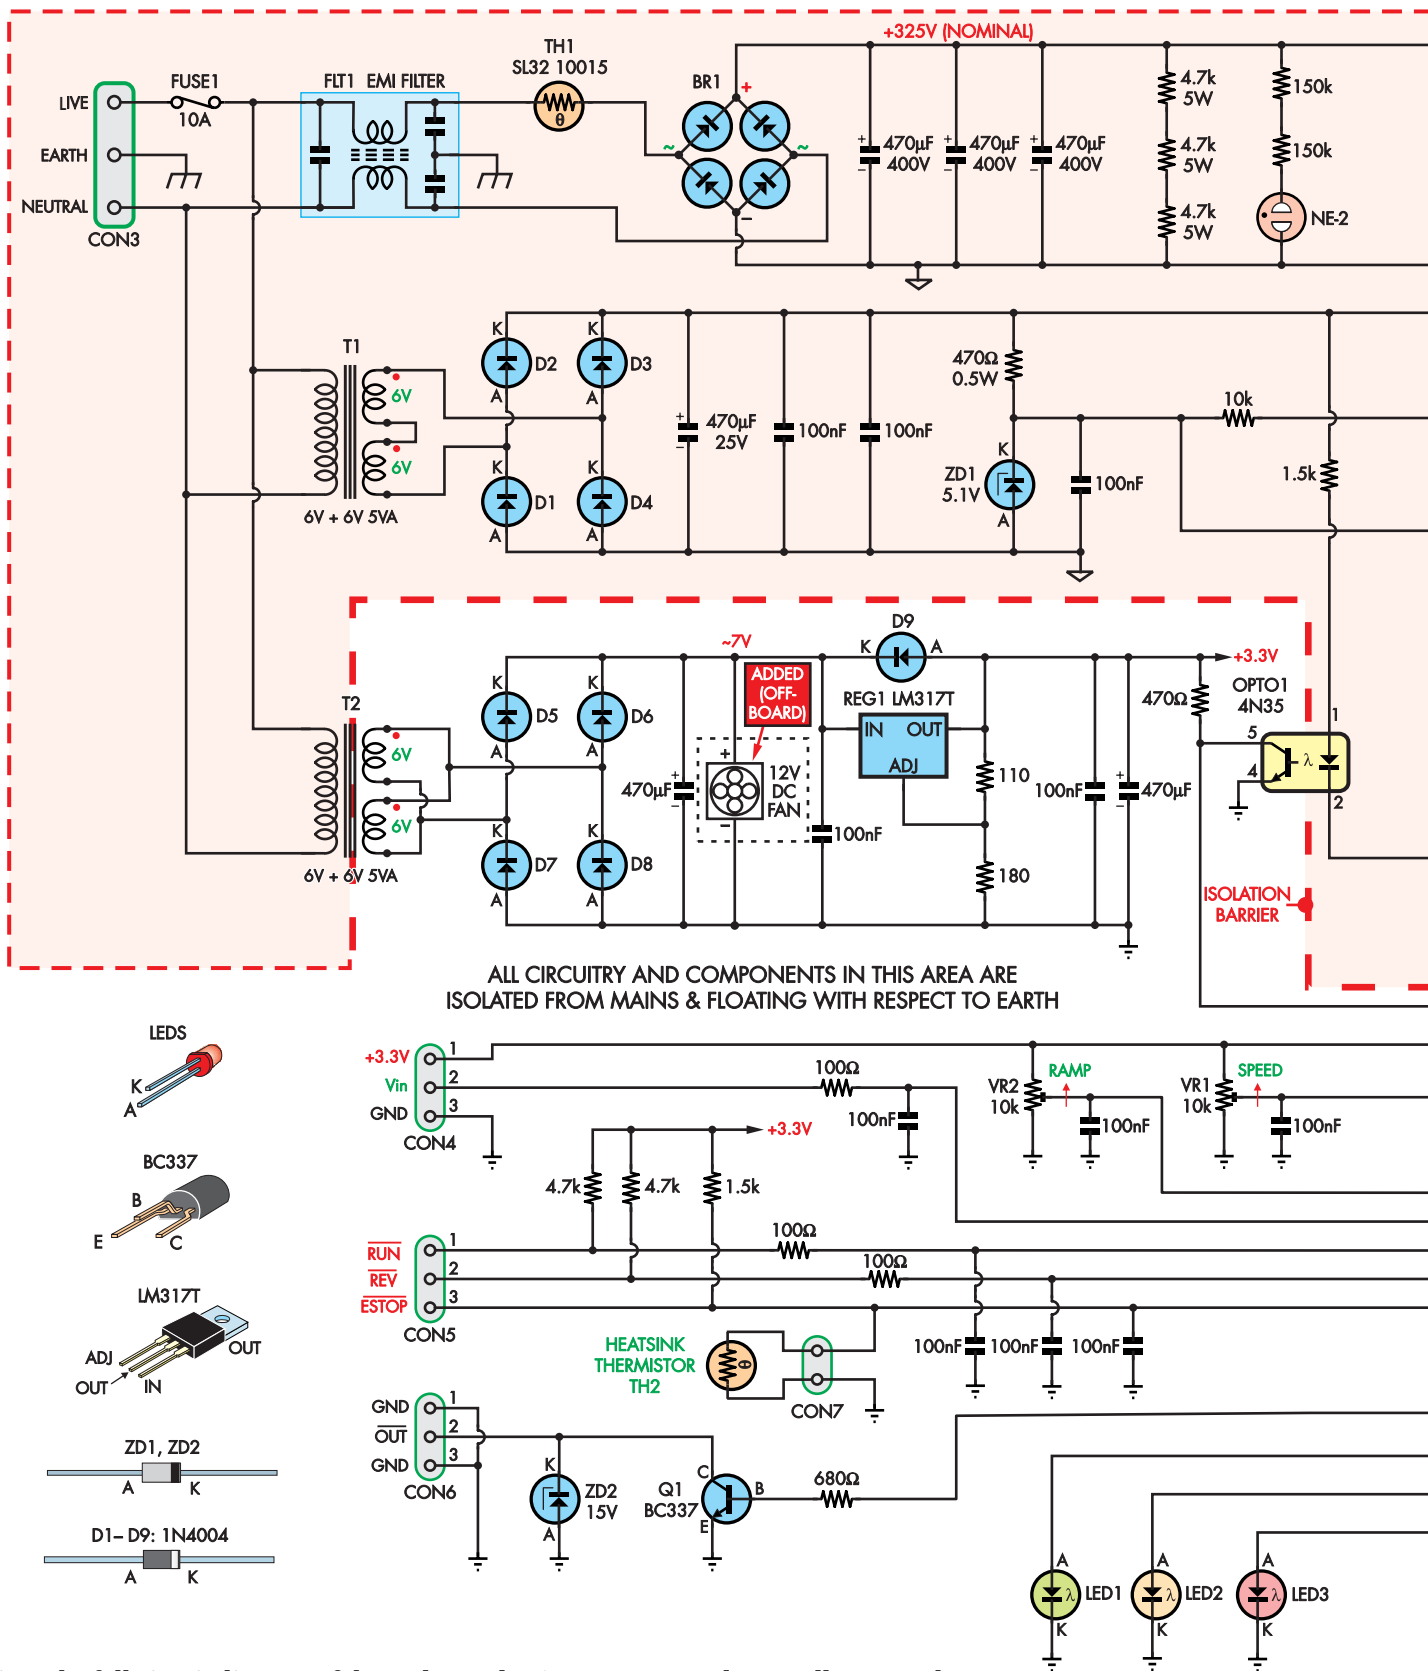 +325V (NOMINAL)
TH1
SL32 10015
θ
FUSE1
10A
FLT1 EMI FILTER
BR1
+
~
~
−
LIVE
EARTH
NEUTRAL
CON3
+
470µF
400V
−
+
470µF
400V
−
+
470µF
400V
−
4.7k
5W
4.7k
5W
4.7k
5W
150k
150k
NE-2
T1
6V
6V
6V + 6V 5VA
K
D2
A
K
D3
A
K
D1
A
K
D4
A
+
470µF
25V
−
100nF
100nF
470Ω
0.5W
K
ZD1
5.1V
A
100nF
10k
1.5k
T2
6V
6V
6V + 6V 5VA
K
D5
A
K
D6
A
K
D7
A
K
D8
A
~7V
ADDED
(OFF-
BOARD)
+
470µF
−
+
12V
DC
FAN
−
100nF
K
D9
A
REG1 LM317T
IN OUT
ADJ
110
180
100nF
+
470µF
+3.3V
470Ω
OPTO1
4N35
1
5
λ
4
2
ISOLATION
BARRIER
ALL CIRCUITRY AND COMPONENTS IN THIS AREA ARE
ISOLATED FROM MAINS & FLOATING WITH RESPECT TO EARTH
LEDS
K
A
BC337
B
E
C
LM317T
ADJ
OUT
IN
OUT
ZD1, ZD2
A K
D1– D9: 1N4004
A K
+3.3V
1
Vin
2
GND
3
CON4
100Ω
100nF
VR2
10k
RAMP
100nF
VR1
10k
SPEED
100nF
+3.3V
4.7k
4.7k
1.5k
RUN
1
REV
2
ESTOP
3
CON5
100Ω
100Ω
100nF
100nF
100nF
HEATSINK
THERMISTOR
TH2
θ
CON7
GND
1
OUT
2
GND
3
CON6
K
ZD2
15V
A
Q1
BC337
C
B
E
680Ω
A
λ
LED1
K
A
λ
LED2
K
A
λ
LED3
K